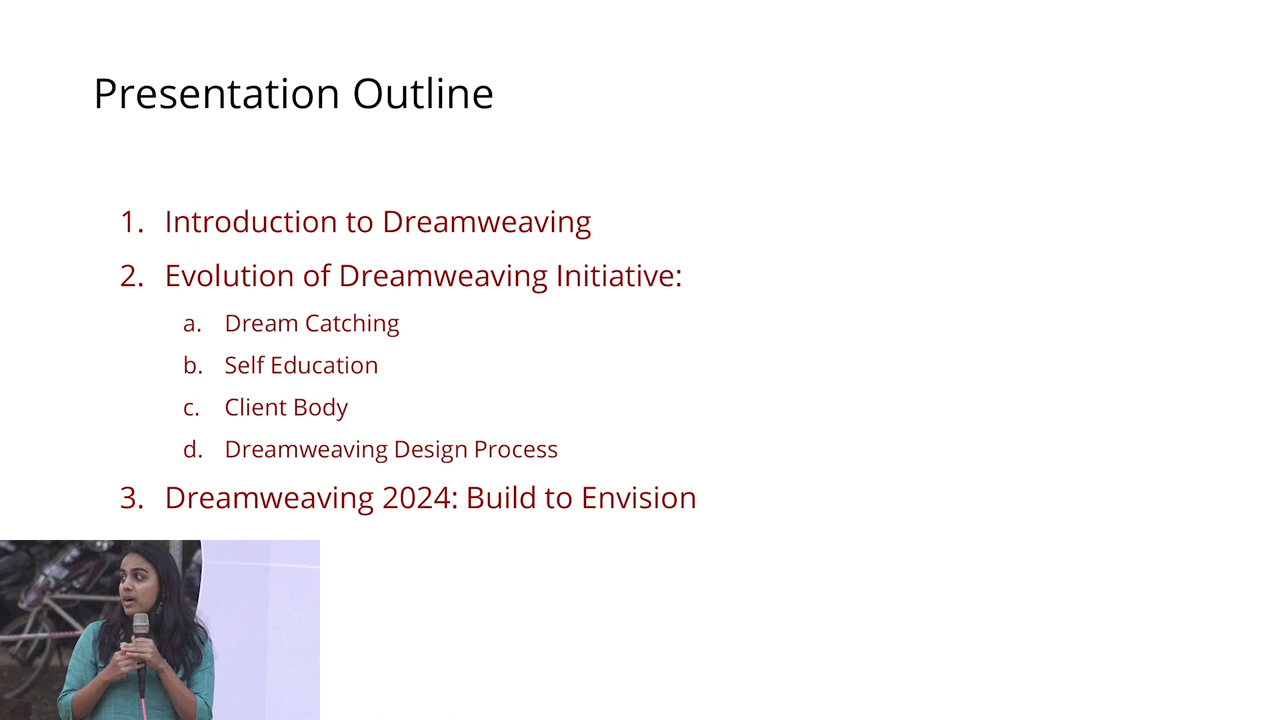 Presentation Outline
1. Introduction to Dreamweaving
2. Evolution of Dreamweaving Initiative:
a. Dream Catching
b. Self Education
c. Client Body
d. Dreamweaving Design Process
3. Dreamweaving 2024: Build to Envision